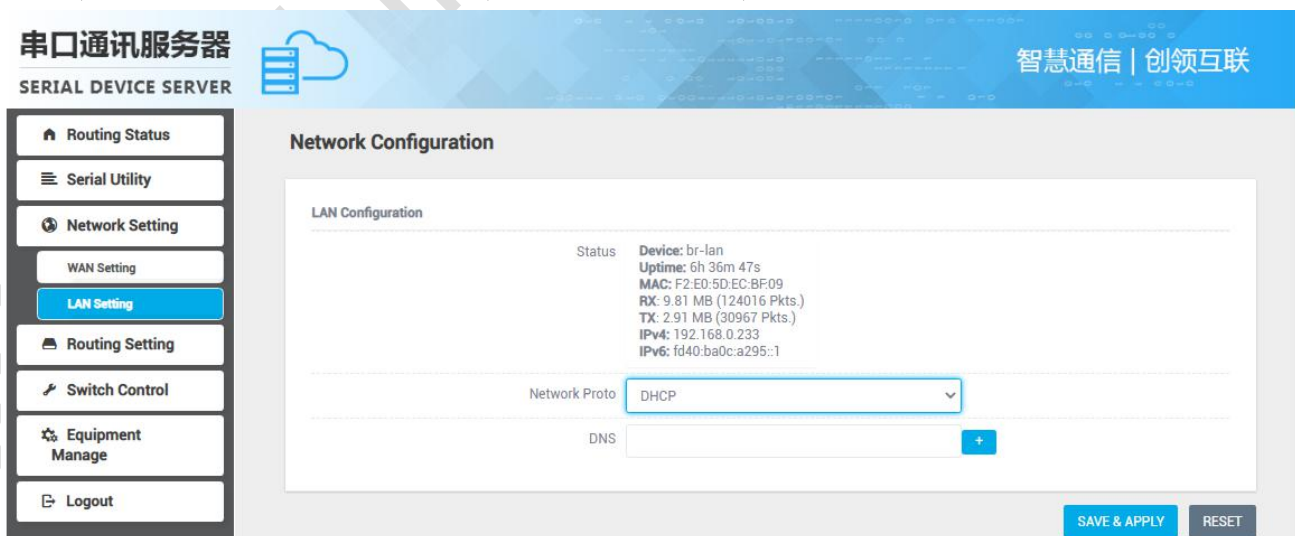 串口通讯服务器
SERIAL DEVICE SERVER
智慧通信 | 创领互联
Routing Status
Serial Utility
Network Setting
WAN Setting
LAN Setting
Routing Setting
Switch Control
Equipment
Manage
Logout
Network Configuration
LAN Configuration
Status
Device: br-lan
Uptime: 6h 36m 47s
MAC: F2:E0:5D:EC:BF:09
RX: 9.81 MB (124016 Pkts.)
TX: 2.91 MB (30967 Pkts.)
IPv4: 192.168.0.233
IPv6: fd40:ba0c:a295::1
Network Proto DHCP
DNS +
SAVE & APPLY RESET